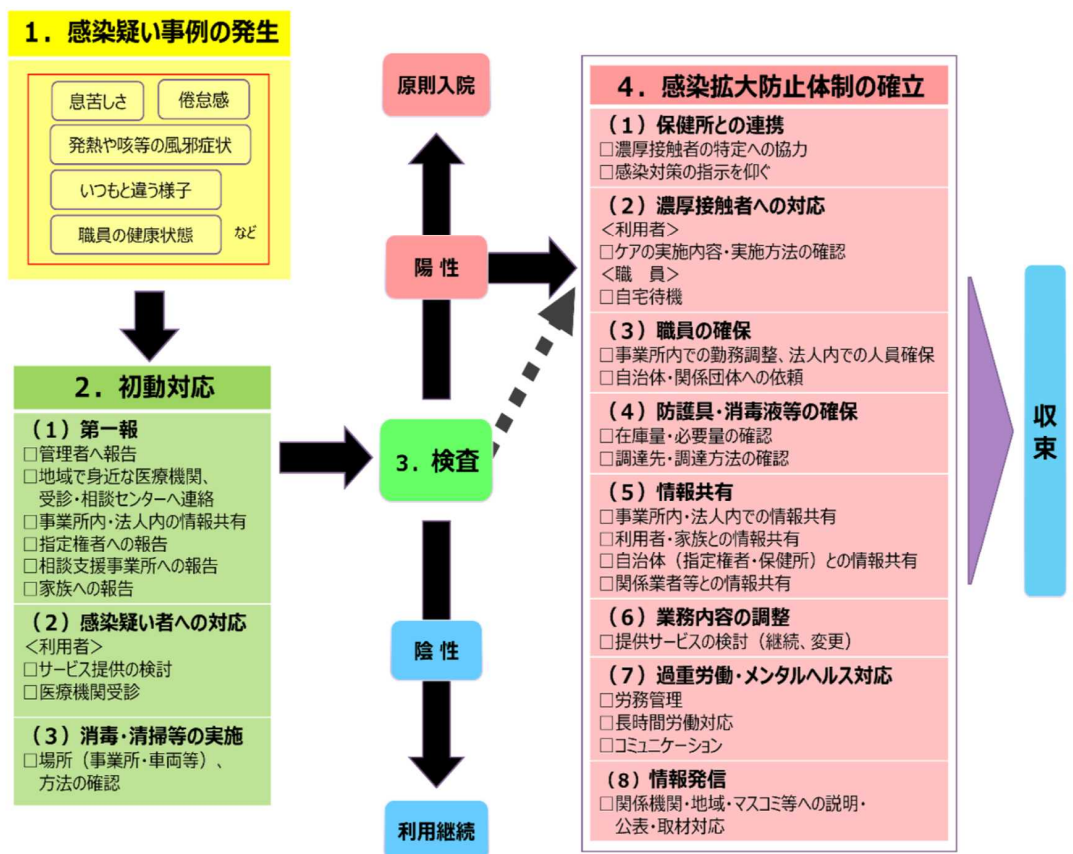 1．感染疑い事例の発生
息苦しさ
倦怠感
発熱や咳等の風邪症状
いつもと違う様子
職員の健康状態
など
2．初動対応
（1）第一報
□管理者へ報告
□地域で身近な医療機関、
受診・相談センターへ連絡
□事業所内・法人内の情報共有
□指定権者への報告
□相談支援事業所への報告
□家族への報告
（2）感染疑い者への対応
＜利用者＞
□サービス提供の検討
□医療機関受診
（3）消毒・清掃等の実施
□場所（事業所・車両等）、
方法の確認
原則入院
陽性
3．検査
陰性
利用継続
4．感染拡大防止体制の確立
（1）保健所との連携
□濃厚接触者の特定への協力
□感染対策の指示を仰ぐ
（2）濃厚接触者への対応
＜利用者＞
□ケアの実施内容・実施方法の確認
＜職　員＞
□自宅待機
（3）職員の確保
□事業所内での勤務調整、法人内での人員確保
□自治体・関係団体への依頼
（4）防護具・消毒液等の確保
□在庫量・必要量の確認
□調達先・調達方法の確認
（5）情報共有
□事業所内・法人内での情報共有
□利用者・家族との情報共有
□自治体（指定権者・保健所）との情報共有
□関係業者等との情報共有
（6）業務内容の調整
□提供サービスの検討（継続、変更）
（7）過重労働・メンタルヘルス対応
□労務管理
□長時間労働対応
□コミュニケーション
（8）情報発信
□関係機関・地域・マスコミ等への説明・
公表・取材対応
収束